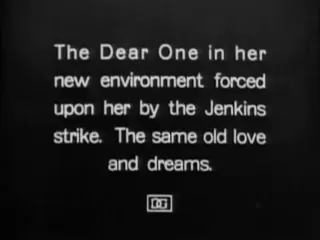 The Dear One in her
new environment forced
upon her by the Jenkins
strike. The same old love
and dreams.
DG